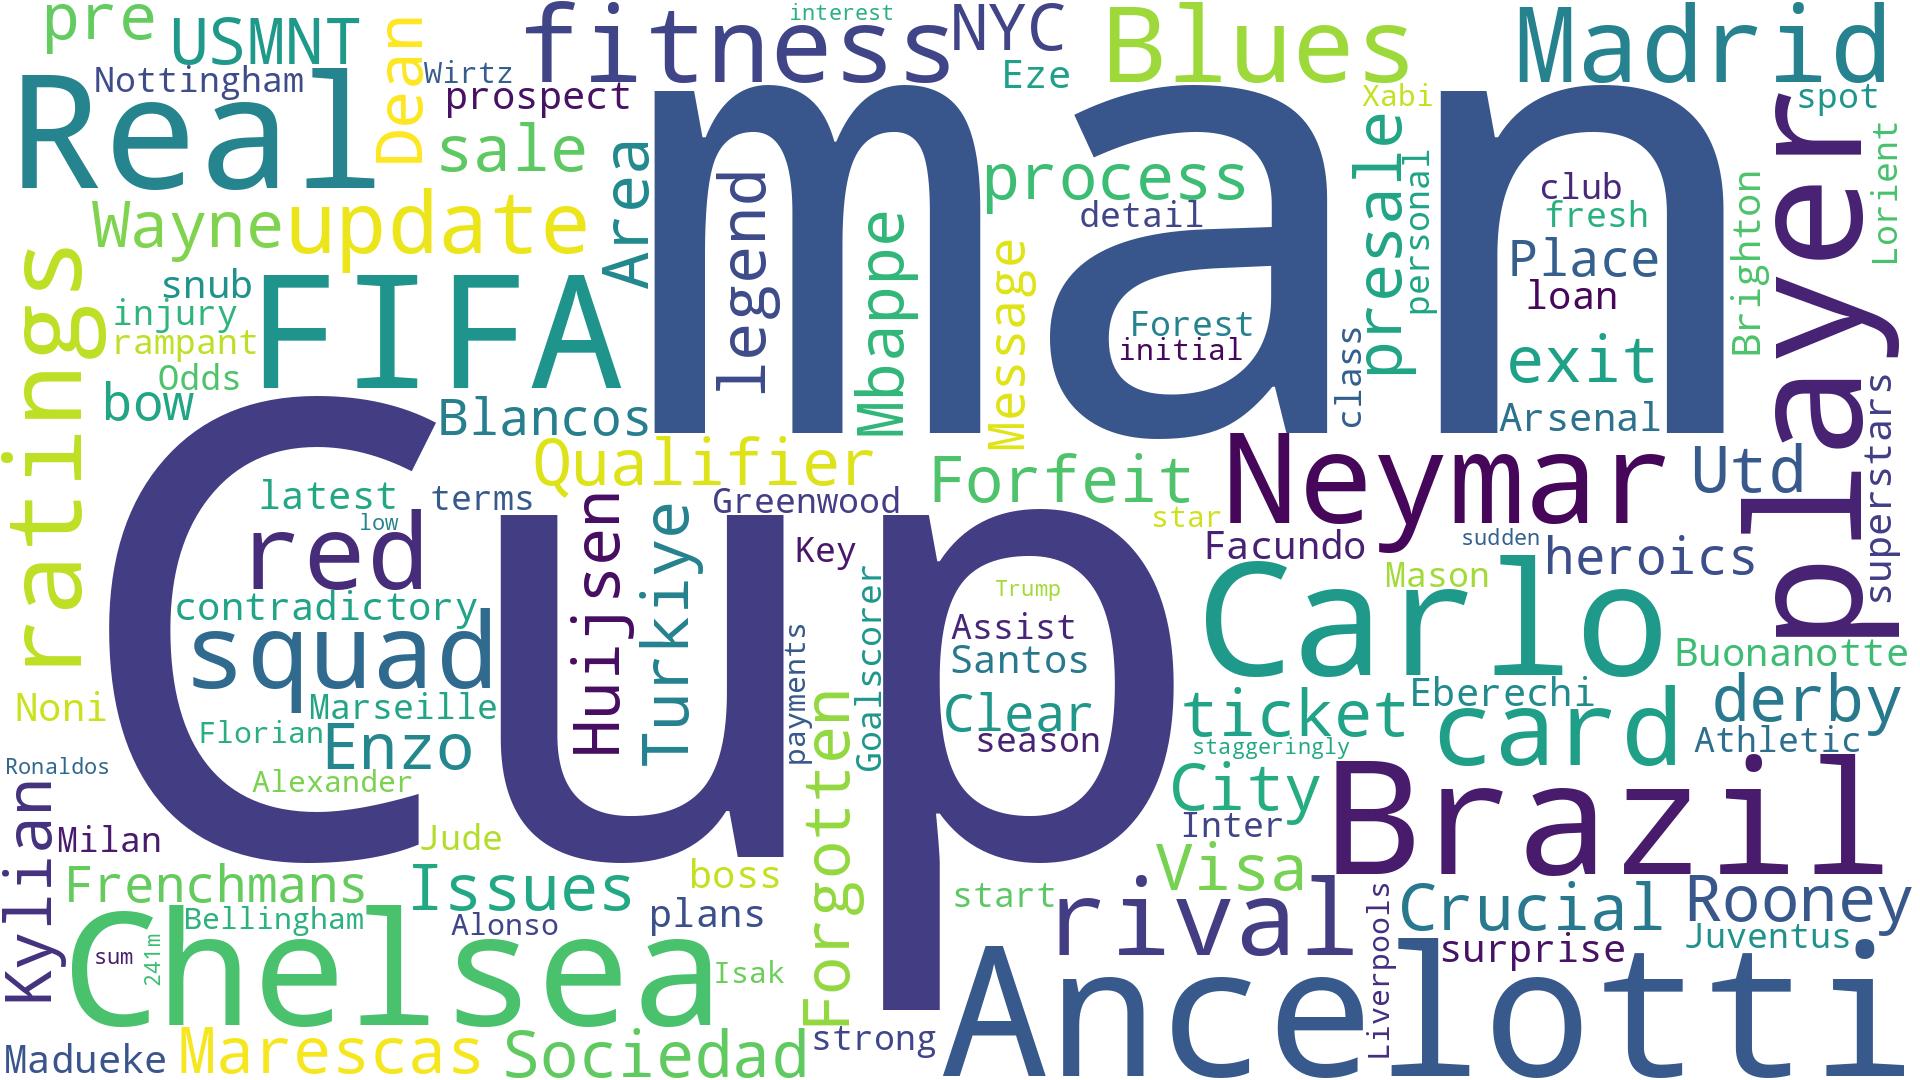 pre
USMNT
Dean
fitness
interest
NYC
Blues
Madrid
Nottingham
Wirtz
prospect
Eze
Xabi
spot
Real
sale
Area
man
process
presale
player
Lorient
legend
detail
personal
club
fresh
Wayne
update
Mbappe
Message
Place
loan
Brighton
ratings
snub
injury
rampant
Odds
bow
FIFA
Forest
initial
class
exit
Arsenal
superstars
Blancos
Qualifier
Forfeit
Neymar
Utd
latest
terms
low
Greenwood
star
Key
Facundo
sudden
heroics
red
Huijsen
Turkiye
Cup
Trump
Mason
Carlo
contradictory
squad
payments
Goalscorer
Assist
Santos
Clear
season
Buonanotte
Noni
Marseille
Florian
Enzo
Alexander
ticket
Eberechi
card
derby
staggeringly
Athletic
Ronaldos
Kylian
Milan
Jude
Forgotten
City
Inter
Brazil
Frenchmans
Issues
boss
start
Visa
rival
Crucial
Rooney
Bellingham
Alonso
plans
Liverpools
surprise
Juventus
Chelsea
sum
241m
Isak
Ancelotti
Madueke
Marescas
Sociedad
strong